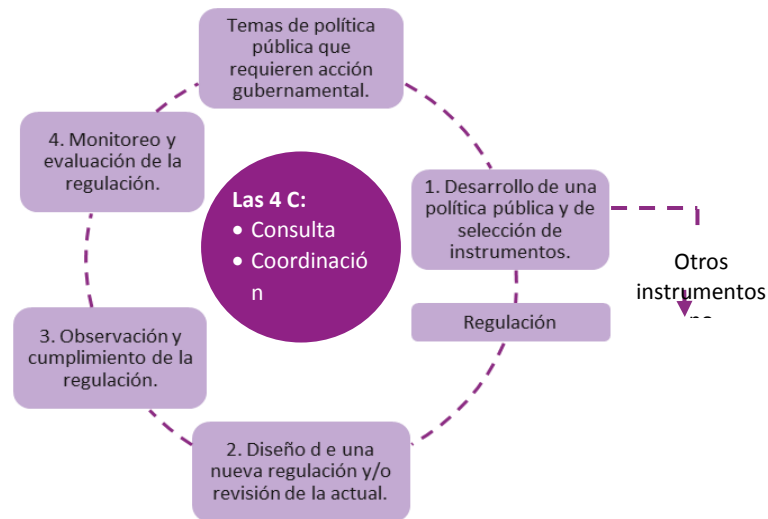 Temas de política
pública que
requieren acción
gubernamental.
4. Monitoreo y
evaluación de la
regulación.
Las 4 C:
• Consulta
• Coordinació
n
1. Desarrollo de una
política pública y de
selección de
instrumentos.
Otros
instrumentos
Regulación
3. Observación y
cumplimiento de la
regulación.
2. Diseño d e una
nueva regulación y/o
revisión de la actual.